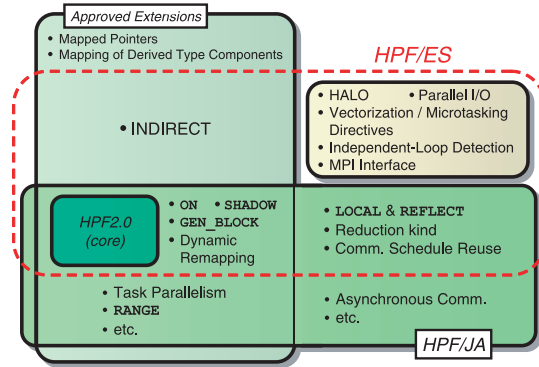 Approved Extensions
• Mapped Pointers
• Mapping of Derived Type Components
HPF/ES
• HALO • Parallel I/O
• Vectorization / Microtasking
Directives
• Independent-Loop Detection
• MPI Interface
• INDIRECT
HPF2.0
(core)
• ON • SHADOW
• GEN_BLOCK
• Dynamic
Remapping
• LOCAL & REFLECT
• Reduction kind
• Comm. Schedule Reuse
• Task Parallelism
• RANGE
• etc.
• Asynchronous Comm.
• etc.
HPF/JA